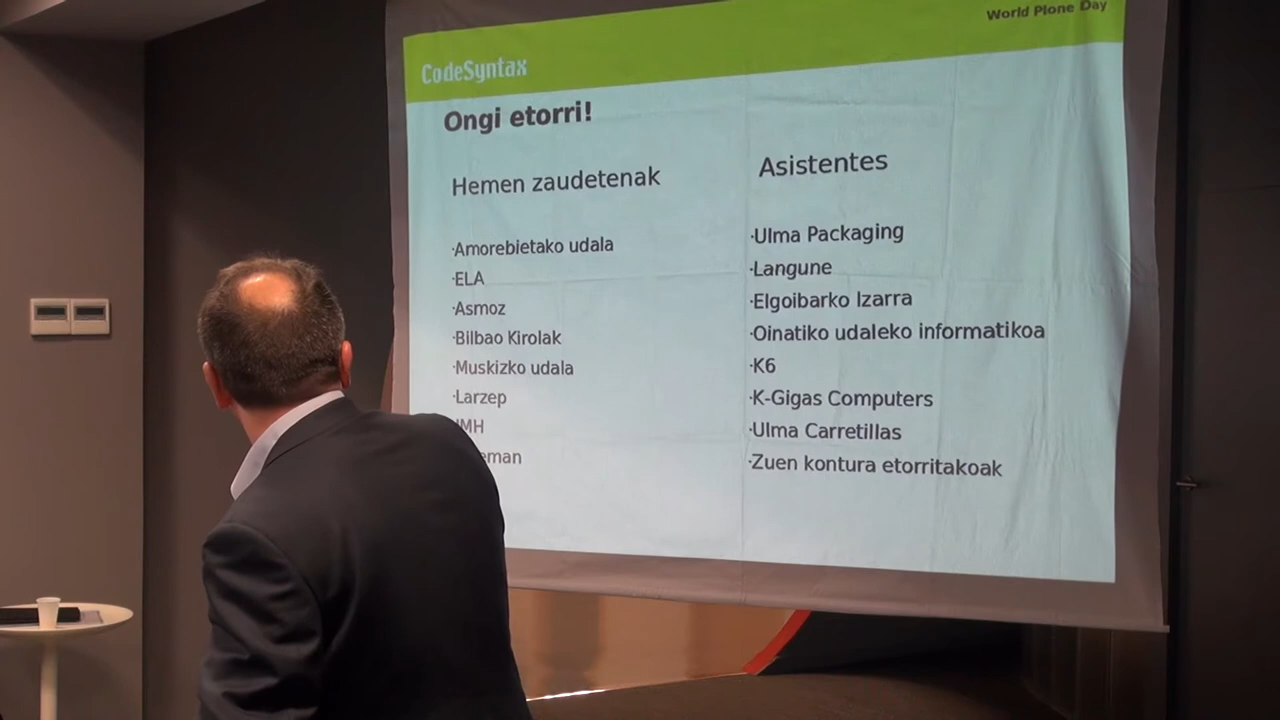 World Plone Day
CodeSyntax
Ongi etorri!
Hemen zaudetenak
·Amorebietako udala
·ELA
·Asmoz
·Bilbao Kirolak
·Muskizko udala
·Larzep
IMH
Asistentes
·Ulma Packaging
·Langune
·Elgoibarko Izarra
·Oinatiko udaleko informatikoa
·K6
·K-Gigas Computers
·Ulma Carretillas
·Zuen kontura etorritakoak